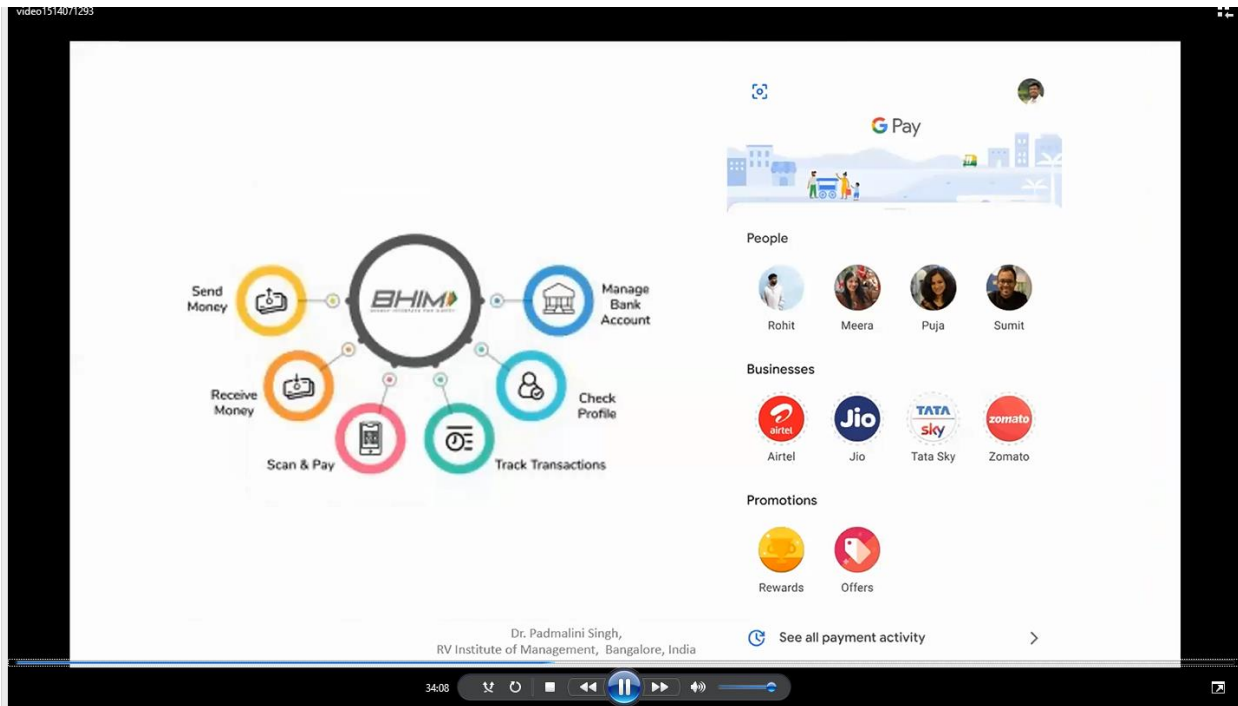 video1514071293
G Pay
People
Rohit Meera Puja Sumit
Businesses
airtel Jio TATA sky zomato
Airtel Jio Tata Sky Zomato
Promotions
Rewards Offers
See all payment activity
BHIM
Send
Money
Receive
Money
Scan & Pay
Track Transactions
Check
Profile
Manage
Bank
Account
Dr. Padmalini Singh,
RV Institute of Management, Bangalore, India
34:08